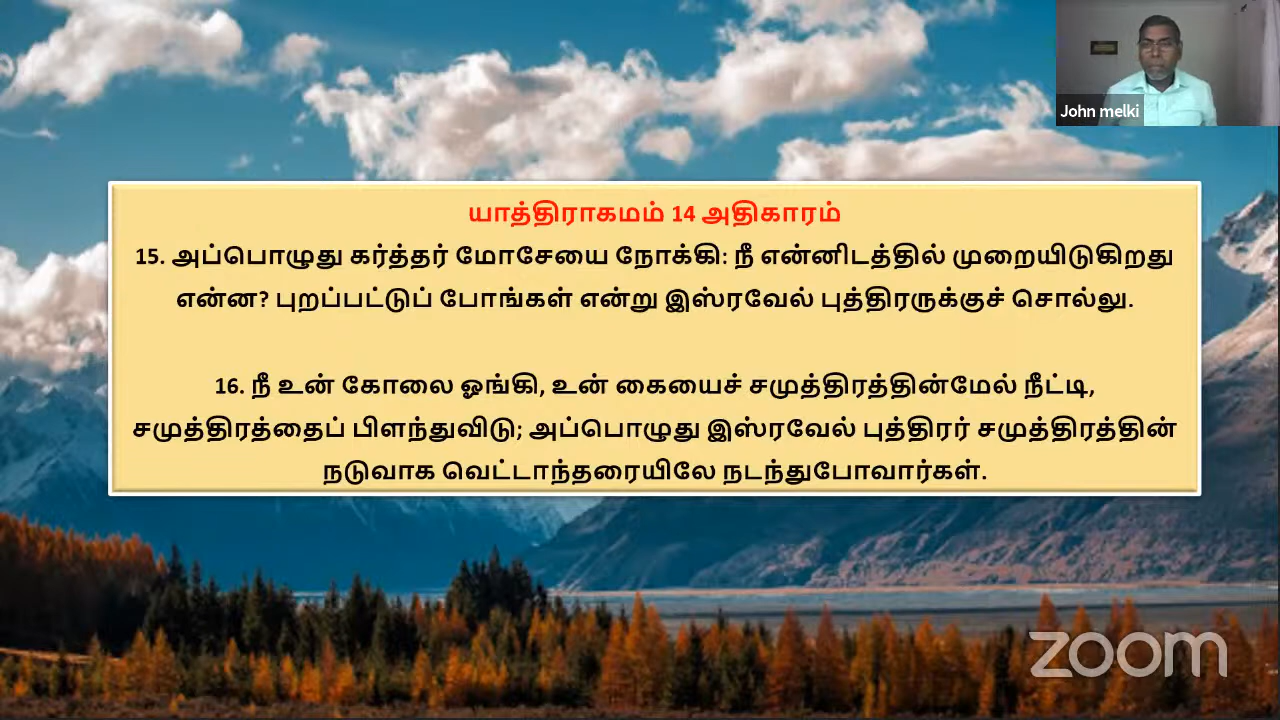 John melki
யாத்திராகமம் 14 அதிகாரம்
15. அப்பொழுது கர்த்தர் மோசேயை நோக்கி: நீ என்னிடத்தில் முறையிடுகிறது
என்ன? புறப்பட்டுப் போங்கள் என்று இஸ்ரவேல் புத்திரருக்குச் சொல்லு.
16. நீ உன் கோலை ஓங்கி, உன் கையைச் சமுத்திரத்தின்மேல் நீட்டி,
சமுத்திரத்தைப் பிளந்துவிடு; அப்பொழுது இஸ்ரவேல் புத்திரர் சமுத்திரத்தின்
நடுவாக வெட்டாந்தரையிலே நடந்துபோவார்கள்.
zoom